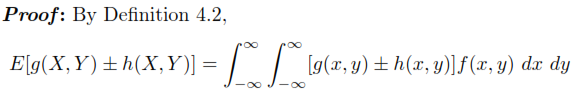 Proof: By Definition 4.2,
E[g(X, Y) ± h(X, Y)] = ∫_{-∞}^{∞} ∫_{-∞}^{∞} [g(x, y) ± h(x, y)]f(x, y) dx dy